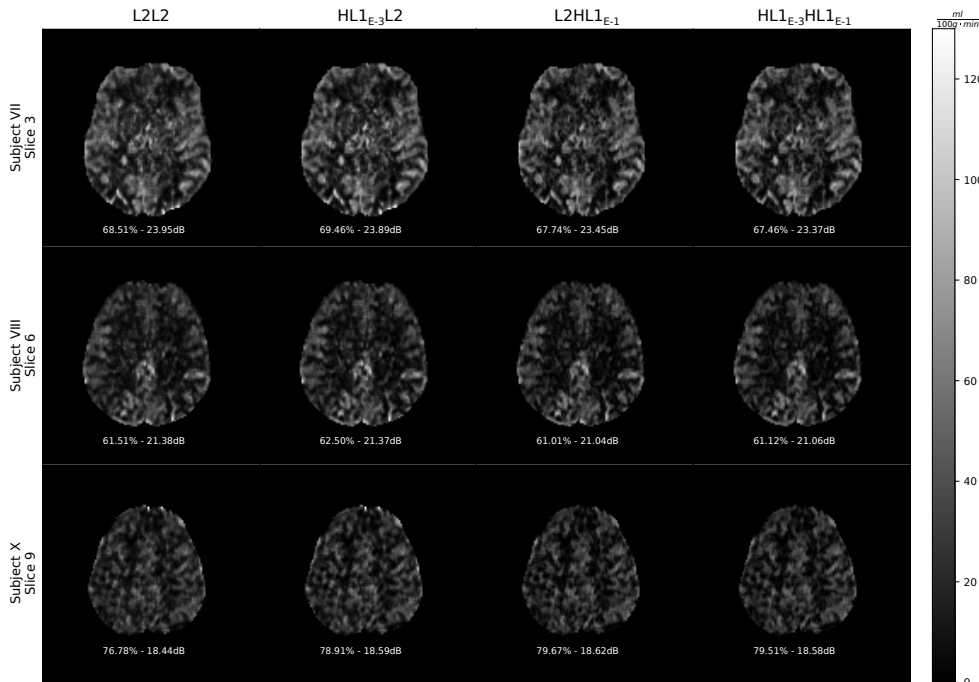 L2L2 HL1E-3L2 L2HL1E-1 HL1E-3HL1E-1
ml
100g·min
Subject VII
Slice 3
68.51% - 23.95dB 69.46% - 23.89dB 67.74% - 23.45dB 67.46% - 23.37dB
Subject VIII
Slice 6
61.51% - 21.38dB 62.50% - 21.37dB 61.01% - 21.04dB 61.12% - 21.06dB
Subject X
Slice 9
76.78% - 18.44dB 78.91% - 18.59dB 79.67% - 18.62dB 79.51% - 18.58dB
120
100
80
60
40
20
0